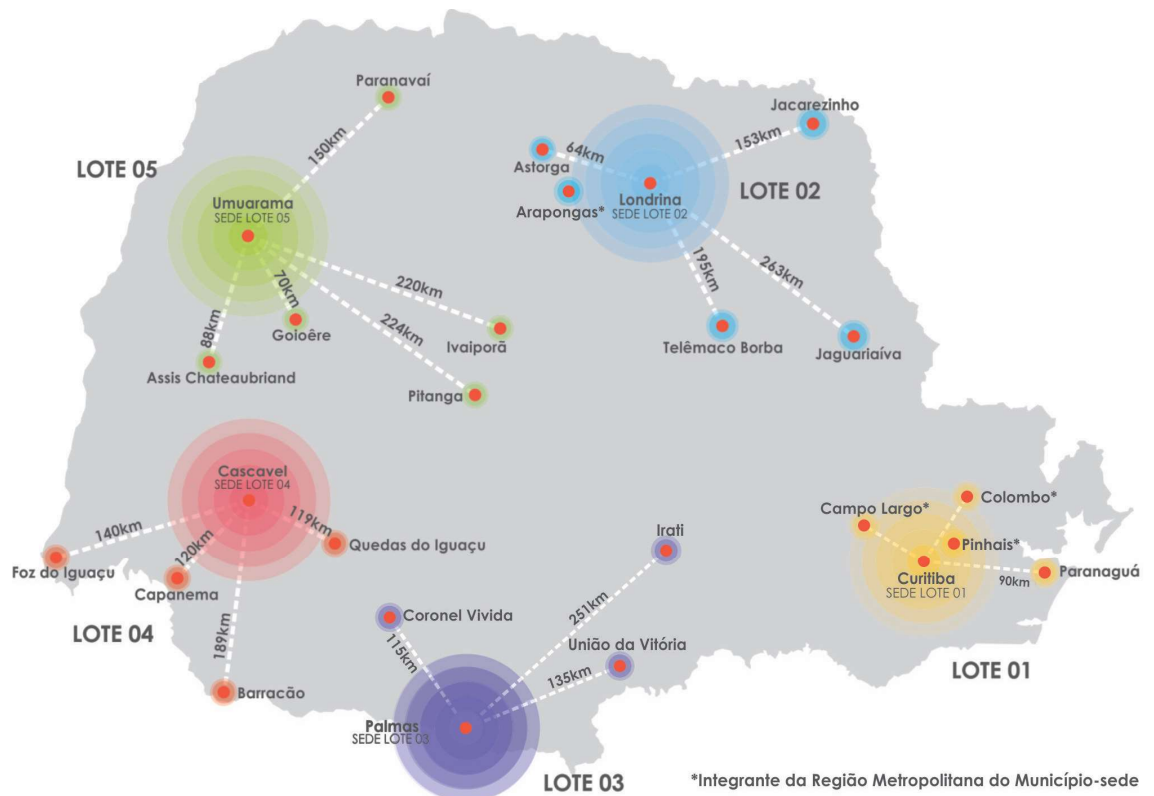 Paranavaí
150km
LOTE 05
Umuarama
SEDE LOTE 05
70km
220km
224km
88km
Goioêre
Ivaiporã
Assis Chateaubriand
Pitanga
Jacarezinho
153km
64km
Astorga
Arapongas*
Londrina
SEDE LOTE 02
LOTE 02
195km
263km
Telêmaco Borba
Jaguariaíva
Cascavel
SEDE LOTE 04
140km
120km
119km
Quedas do Iguaçu
Foz do Iguaçu
Capanema
LOTE 04
189km
Barracão
Irati
Coronel Vivida
115km
251km
União da Vitória
135km
Palmas
SEDE LOTE 03
LOTE 03
Colombo*
Campo Largo*
Pinhais*
Curitiba
SEDE LOTE 01
90km
Paranaguá
LOTE 01
*Integrante da Região Metropolitana do Município-sede